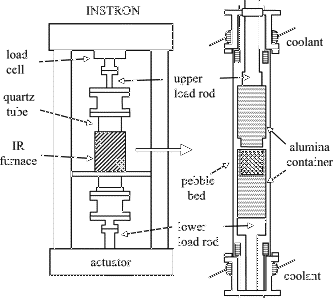 INSTRON
load
cell
quartz
tube
IR
furnace
actuator
upper
load rod
pebble
bed
lower
load rod
coolant
alumina
container
coolant